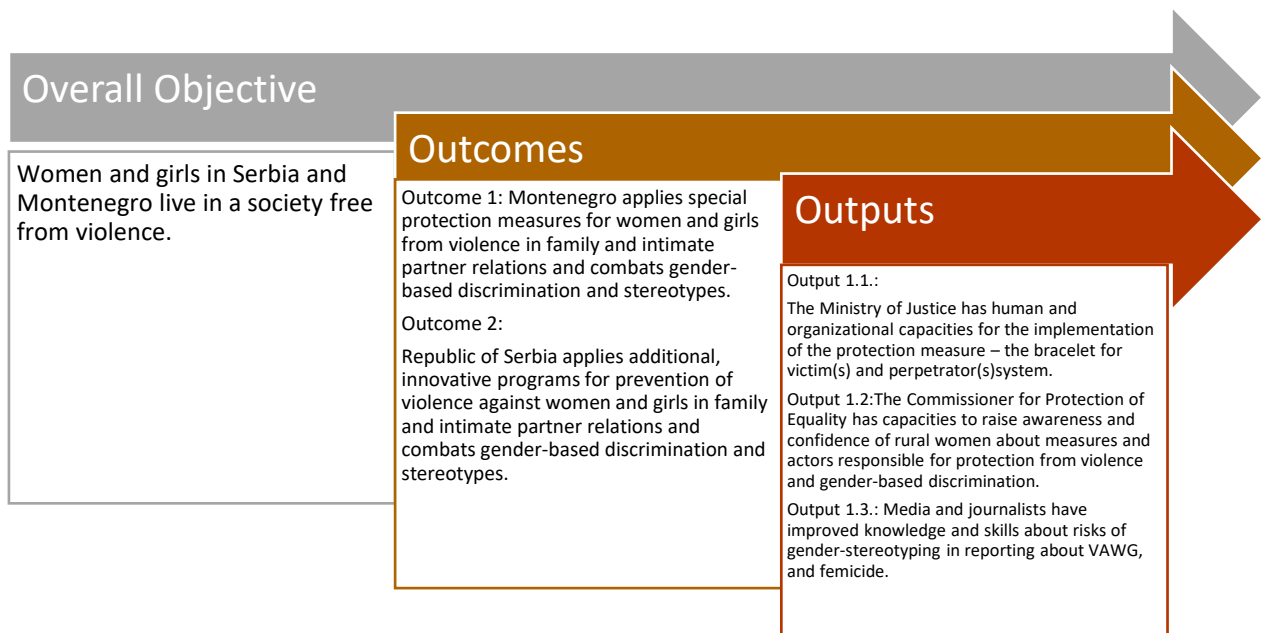 Overall Objective
Women and girls in Serbia and
Montenegro live in a society free
from violence.
Outcomes
Outcome 1: Montenegro applies special
protection measures for women and girls
from violence in family and intimate
partner relations and combats gender-
based discrimination and stereotypes.
Outcome 2:
Republic of Serbia applies additional,
innovative programs for prevention of
violence against women and girls in family
and intimate partner relations and
combats gender-based discrimination and
stereotypes.
Outputs
Output 1.1.:
The Ministry of Justice has human and
organizational capacities for the implementation
of the protection measure – the bracelet for
victim(s) and perpetrator(s)system.
Output 1.2:The Commissioner for Protection of
Equality has capacities to raise awareness and
confidence of rural women about measures and
actors responsible for protection from violence
and gender-based discrimination.
Output 1.3.: Media and journalists have
improved knowledge and skills about risks of
gender-stereotyping in reporting about VAWG,
and femicide.